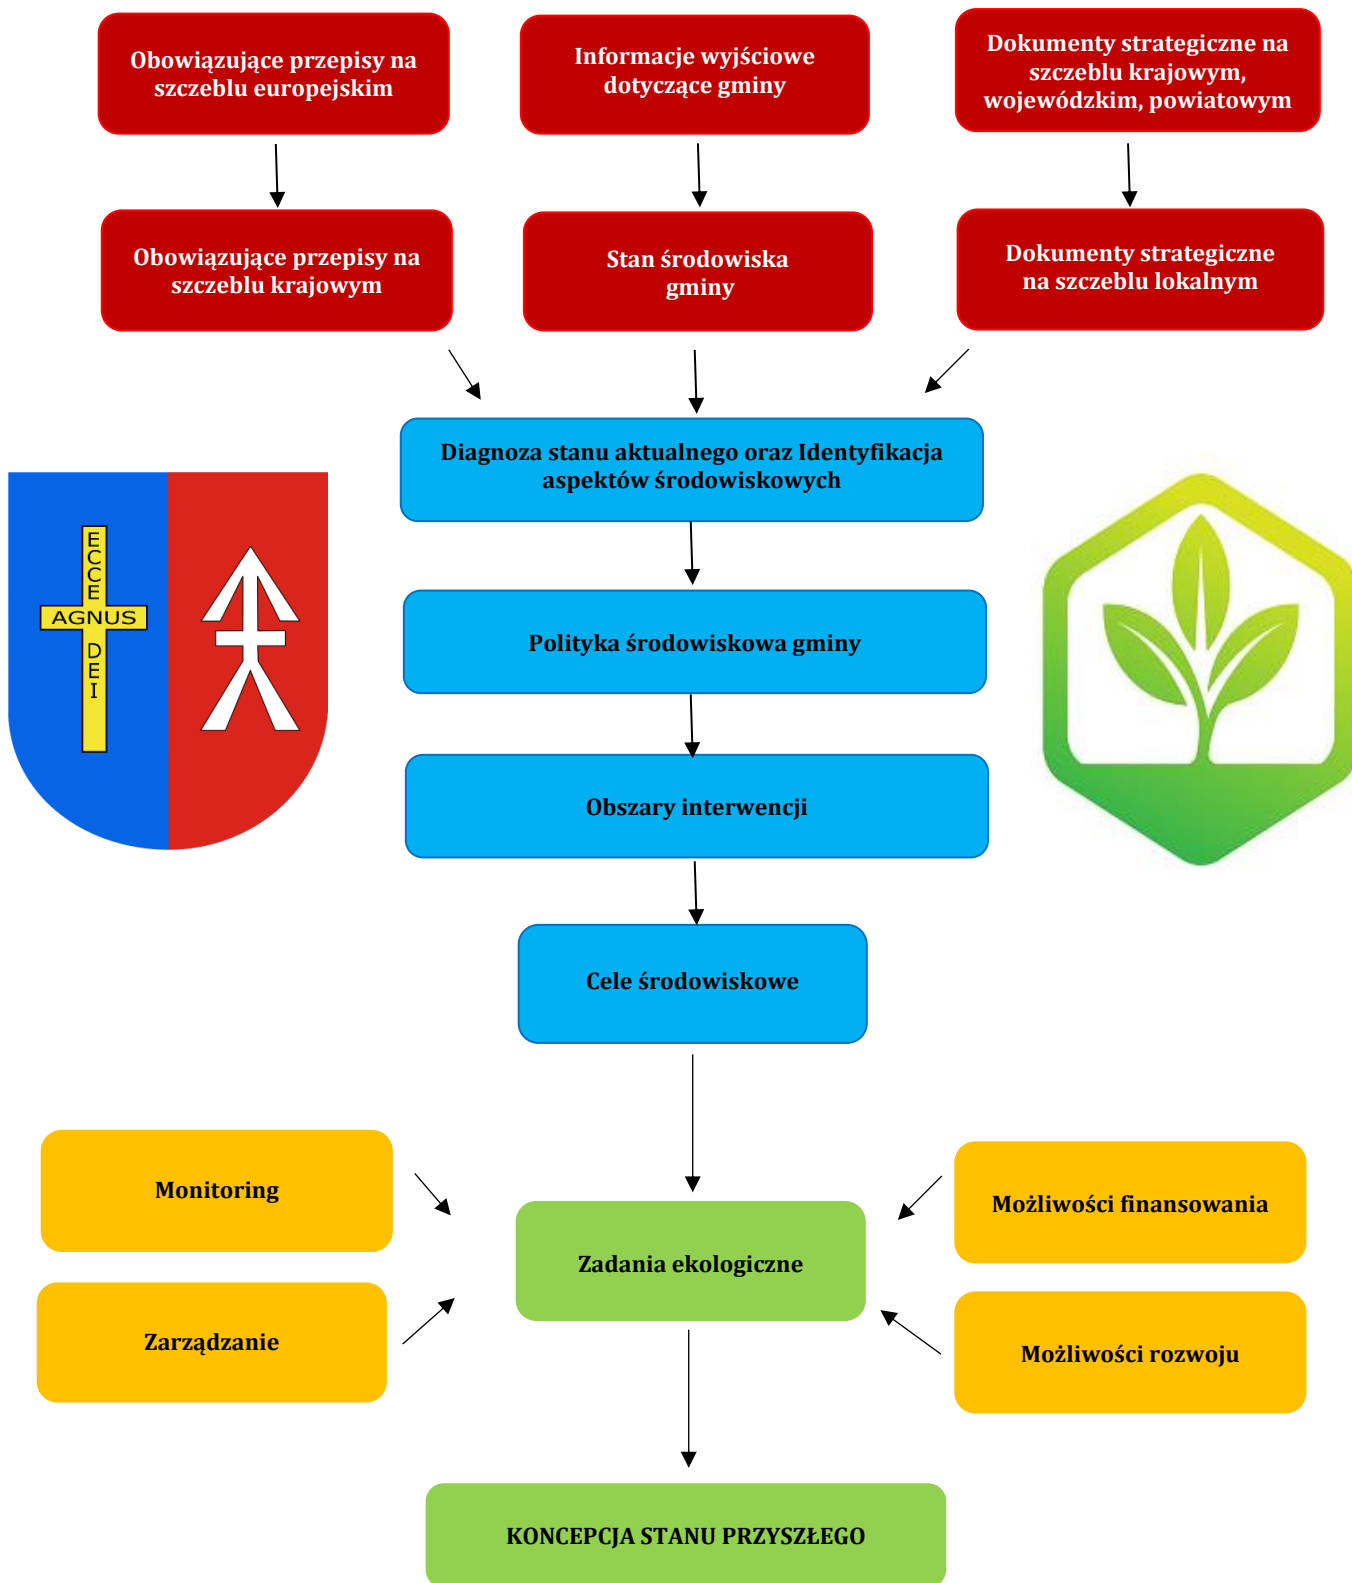 Obowiązujące przepisy na
szczeblu europejskim
Informacje wyjściowe
dotyczące gminy
Dokumenty strategiczne na
szczeblu krajowym,
wojewódzkim, powiatowym
Obowiązujące przepisy na
szczeblu krajowym
Stan środowiska
gminy
Dokumenty strategiczne
na szczeblu lokalnym
Diagnoza stanu aktualnego oraz Identyfikacja
aspektów środowiskowych
ECCE
AGNUS
DEI
Polityka środowiskowa gminy
Obszary interwencji
Cele środowiskowe
Monitoring
Możliwości finansowania
Zadania ekologiczne
Zarządzanie
Możliwości rozwoju
KONCEPCJA STANU PRZYSZŁEGO